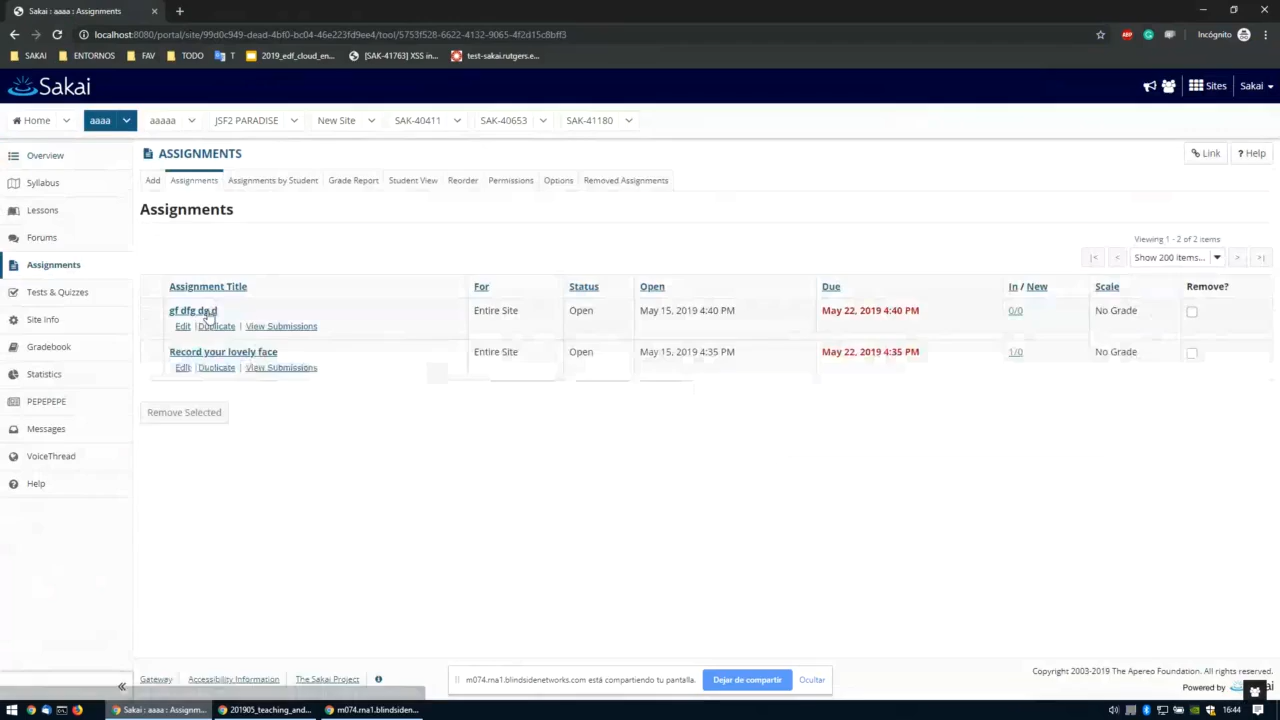 Sakai : aaaa : Assignments
localhost:8080/portal/site/99d0c949-dead-4bf0-bc04-46e223fd9ee4/tool/5753f528-6622-4132-9065-4f2d15c8bff3
Incógnito
SAKAI ENTORNOS FAV TODO T 2019_edf_cloud_en... [SAK-41763] XSS in... test-sakai.rutgers.e...
Sakai Sites Sakai
Home aaaa aaaaa JSF2 PARADISE New Site SAK-40411 SAK-40653 SAK-41180
Overview
Syllabus
Lessons
Forums
Assignments
Tests & Quizzes
Site Info
Gradebook
Statistics
PEPEPEPE
Messages
VoiceThread
Help
ASSIGNMENTS
Link ? Help
Add Assignments Assignments by Student Grade Report Student View Reorder Permissions Options Removed Assignments
Assignments
Viewing 1 - 2 of 2 items
|< < Show 200 items... > >|
Assignment Title For Status Open Due In / New Scale Remove?
gf dfg Entire Site Open May 15, 2019 4:40 PM May 22, 2019 4:40 PM 0/0 No Grade
Edit | Duplicate | View Submissions
Record your lovely face Entire Site Open May 15, 2019 4:35 PM May 22, 2019 4:35 PM 1/0 No Grade
Edit | Duplicate | View Submissions
Remove Selected
Gateway Accessibility Information The Sakai Project
Copyright 2003-2019 The Apereo Foundation. All rights reserved.
Powered by
m074.rna1.blindsidenetworks.com está compartiendo tu pantalla. Dejar de compartir Ocultar
Sakai : aaaa : Assignm... 201905_teaching_and... m074.rna1.blindsiden... 16:44